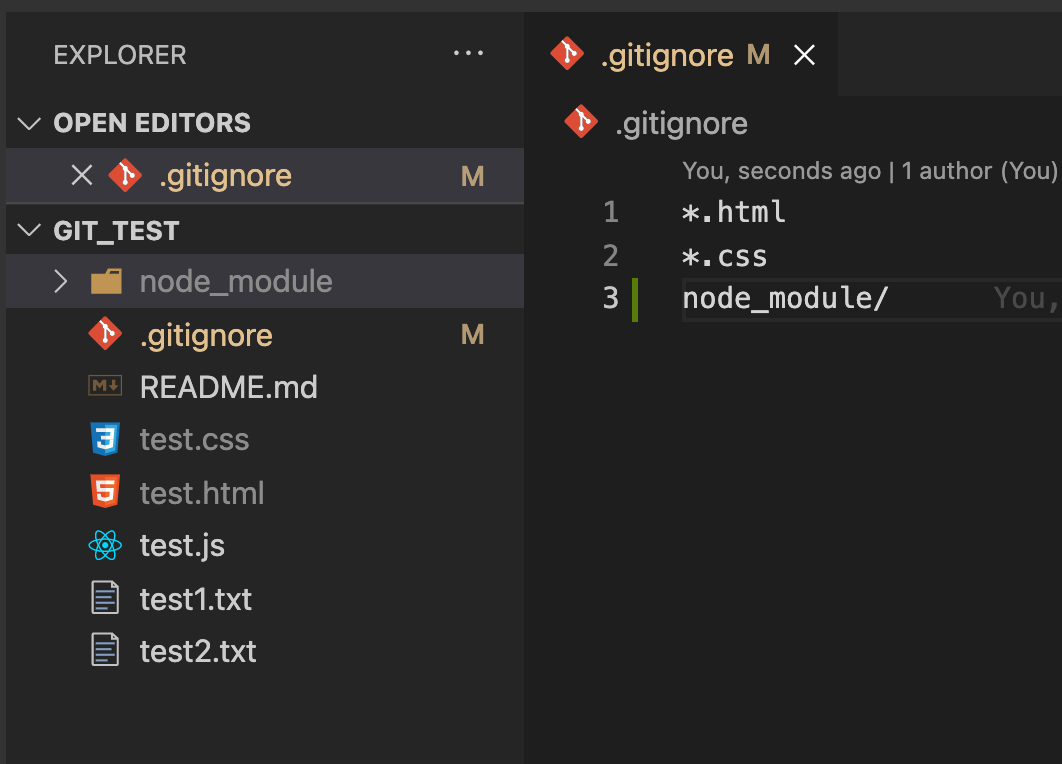 EXPLORER ...
OPEN EDITORS
.gitignore M
GIT_TEST
node_module
.gitignore M
README.md
test.css
test.html
test.js
test1.txt
test2.txt
.gitignore M
.gitignore
You, seconds ago | 1 author (You)
1 *.html
2 *.css
3 node_module/ You,